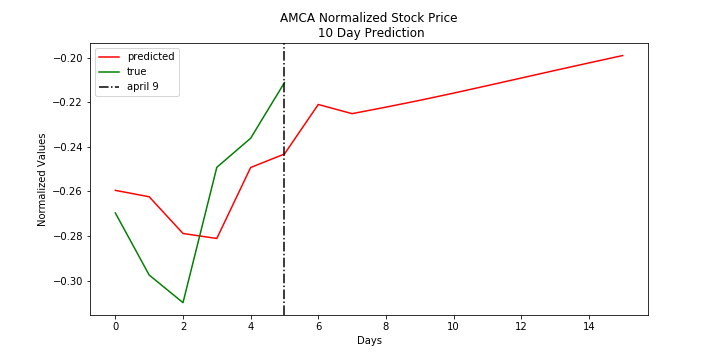 AMCA Normalized Stock Price
10 Day Prediction
predicted
true
april 9
Normalized Values
−0.20
−0.22
−0.24
−0.26
−0.28
−0.30
0
2
4
6
8
10
12
14
Days